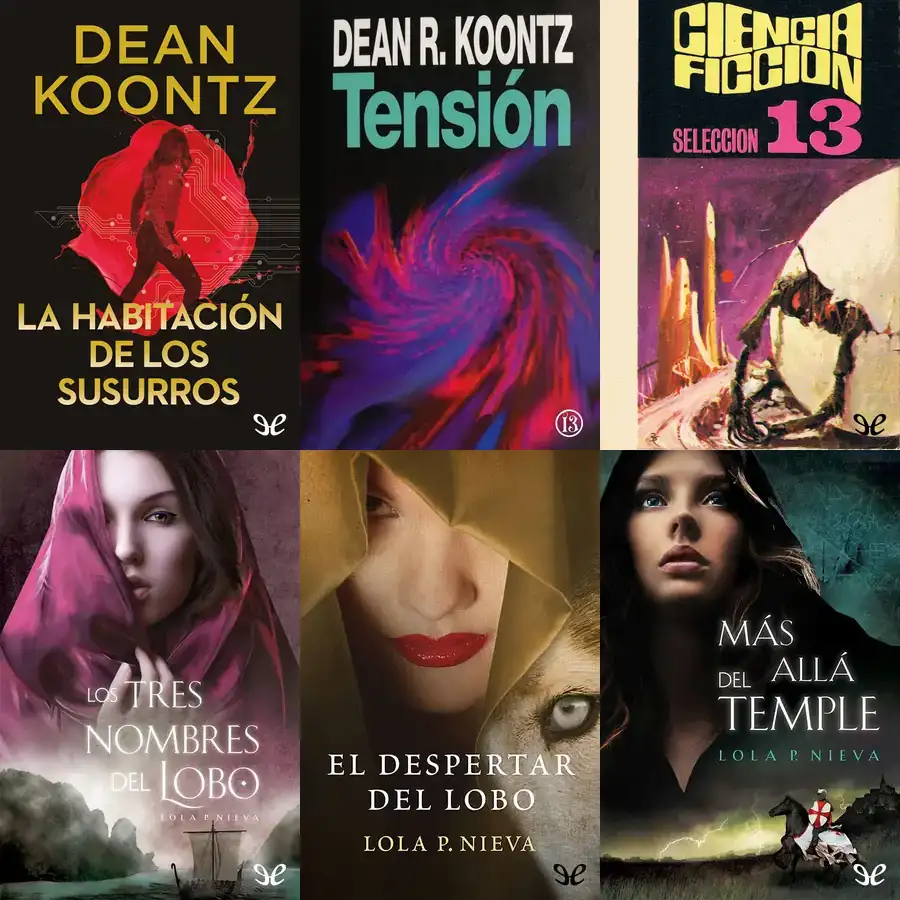 DEAN
KOONTZ
LA HABITACIÓN
DE LOS
SUSURROS
DEAN R. KOONTZ
Tensión
13
CIENCIA
FICCION
SELECCION 13
LOS TRES
NOMBRES
DEL LOBO
LOLA P. NIEVA
EL DESPERTAR
DEL LOBO
LOLA P. NIEVA
MÁS
DEL ALLÁ
TEMPLE
LOLA P. NIEVA